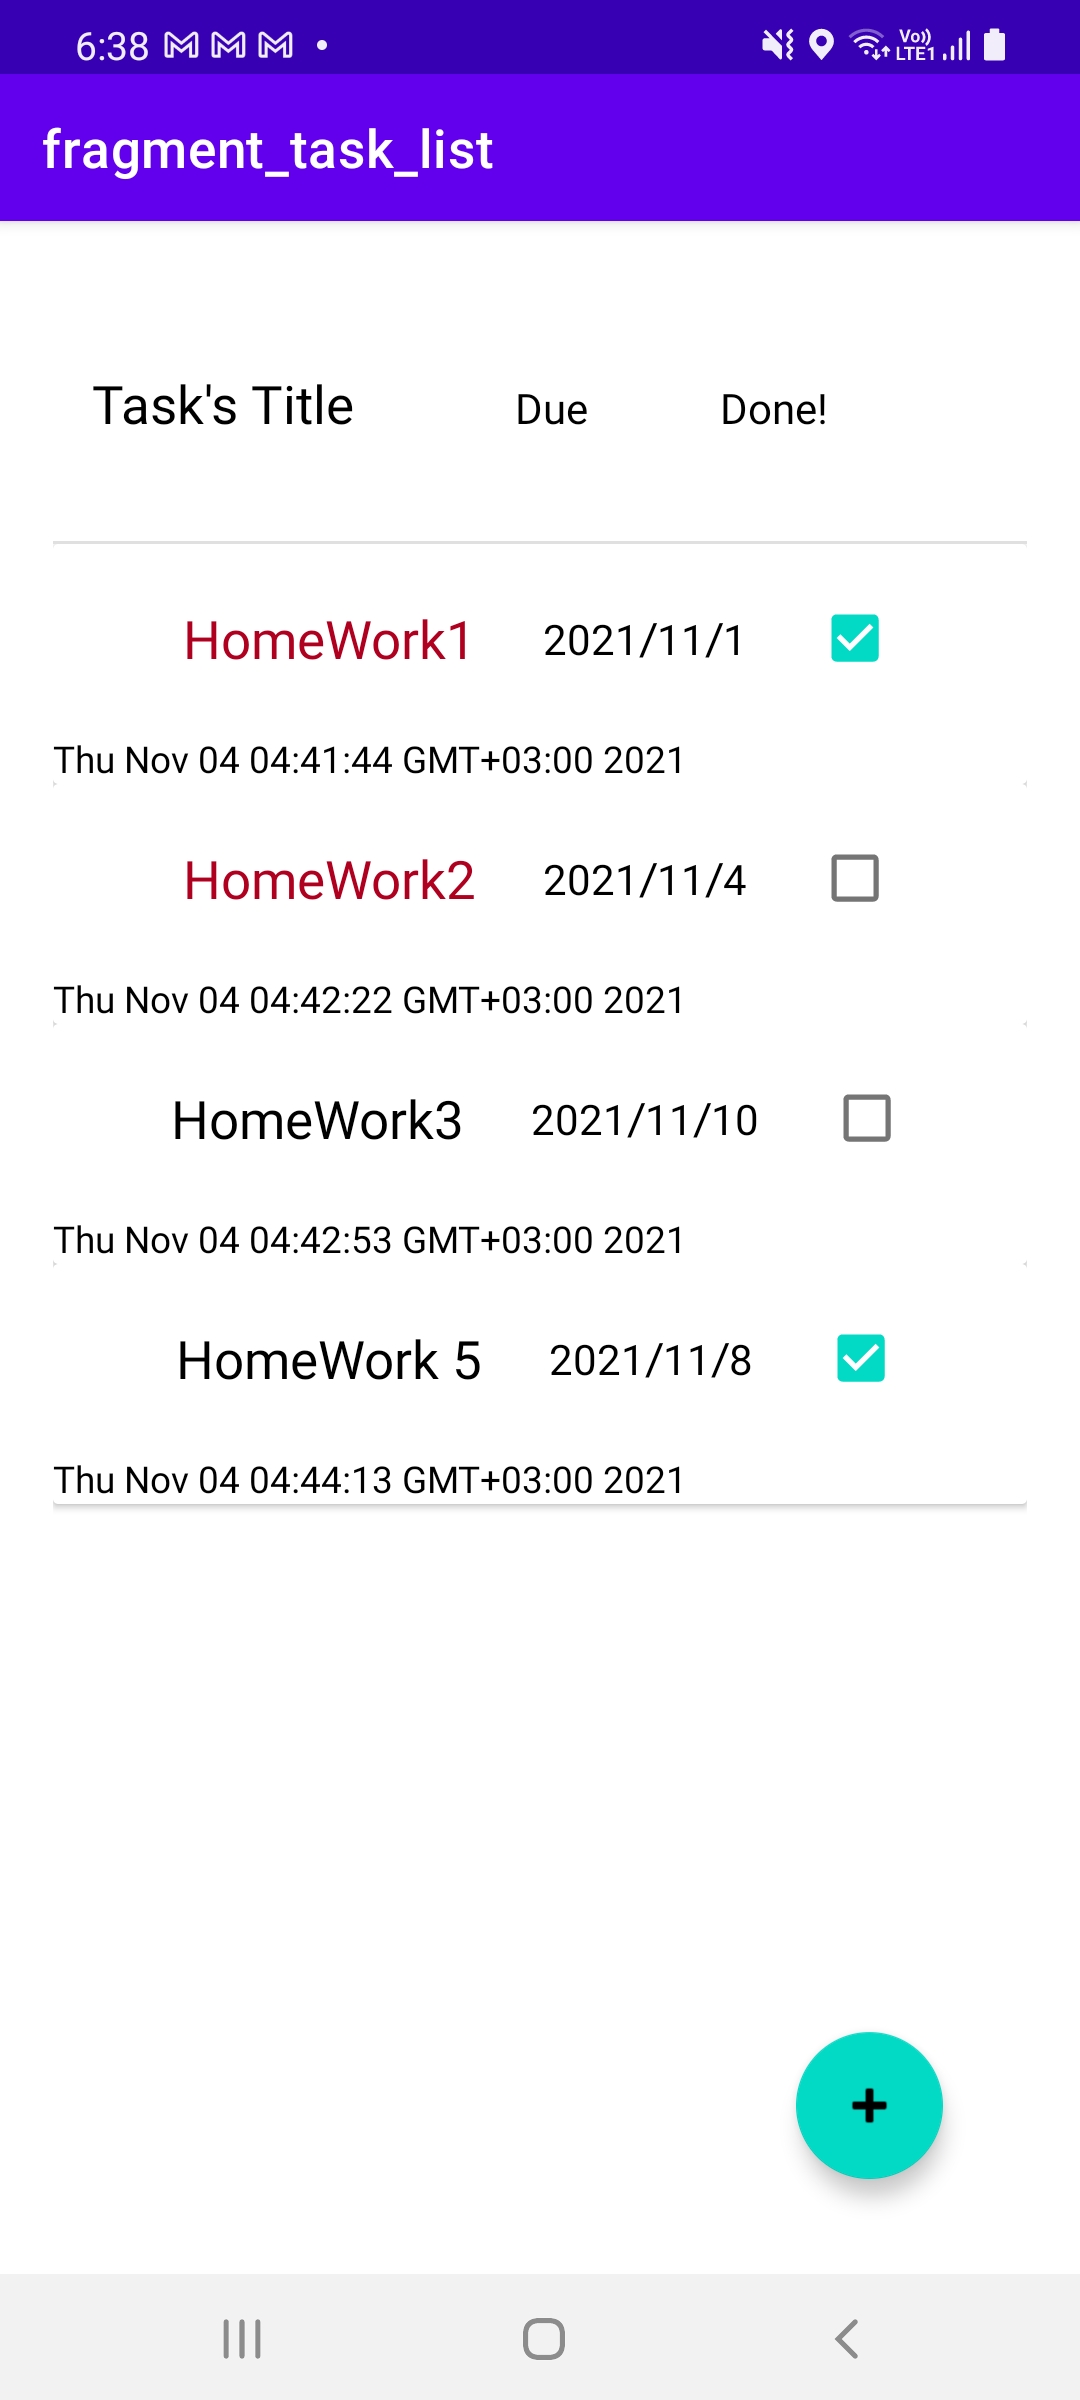 6:38 Vo)) LTE1
fragment_task_list
Task's Title Due Done!
HomeWork1 2021/11/1
Thu Nov 04 04:41:44 GMT+03:00 2021
HomeWork2 2021/11/4
Thu Nov 04 04:42:22 GMT+03:00 2021
HomeWork3 2021/11/10
Thu Nov 04 04:42:53 GMT+03:00 2021
HomeWork 5 2021/11/8
Thu Nov 04 04:44:13 GMT+03:00 2021